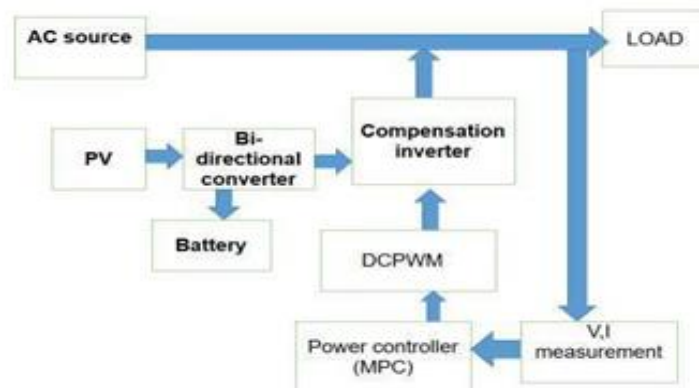 AC source
LOAD
PV
Bi-
directional
converter
Compensation
inverter
Battery
DCPWM
Power controller
(MPC)
V,I
measurement